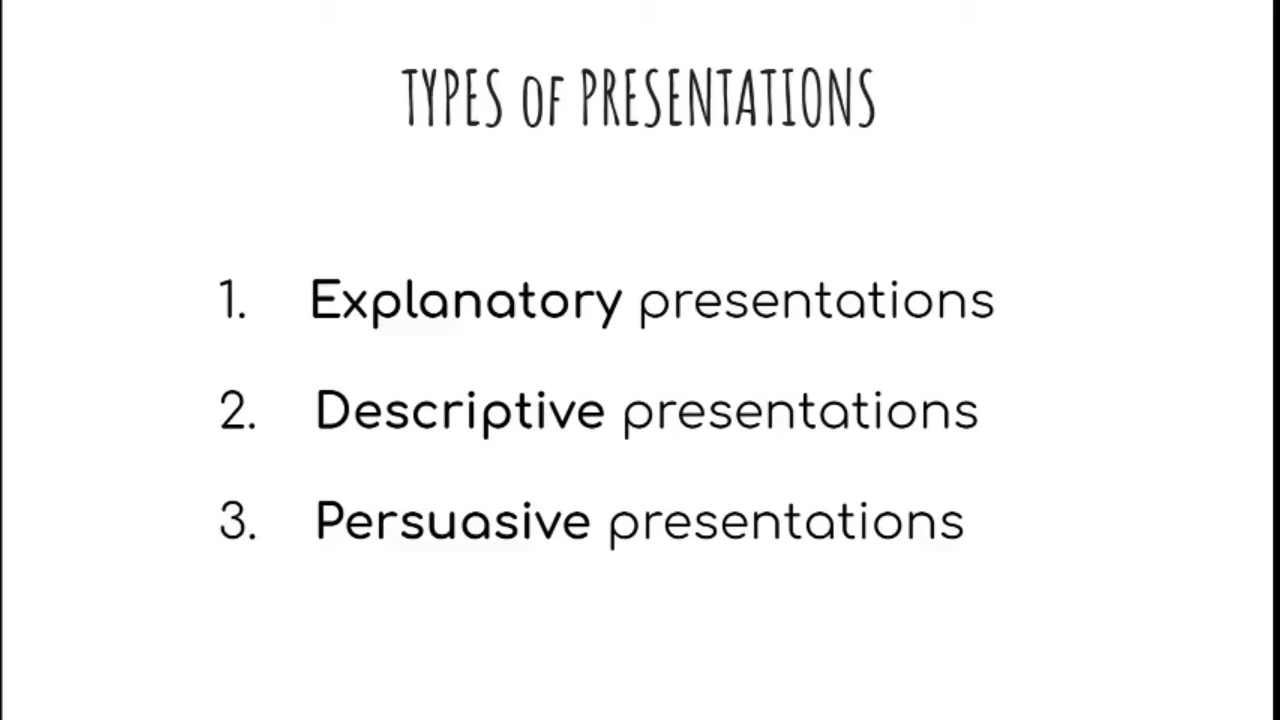 TYPES OF PRESENTATIONS
1. Explanatory presentations
2. Descriptive presentations
3. Persuasive presentations